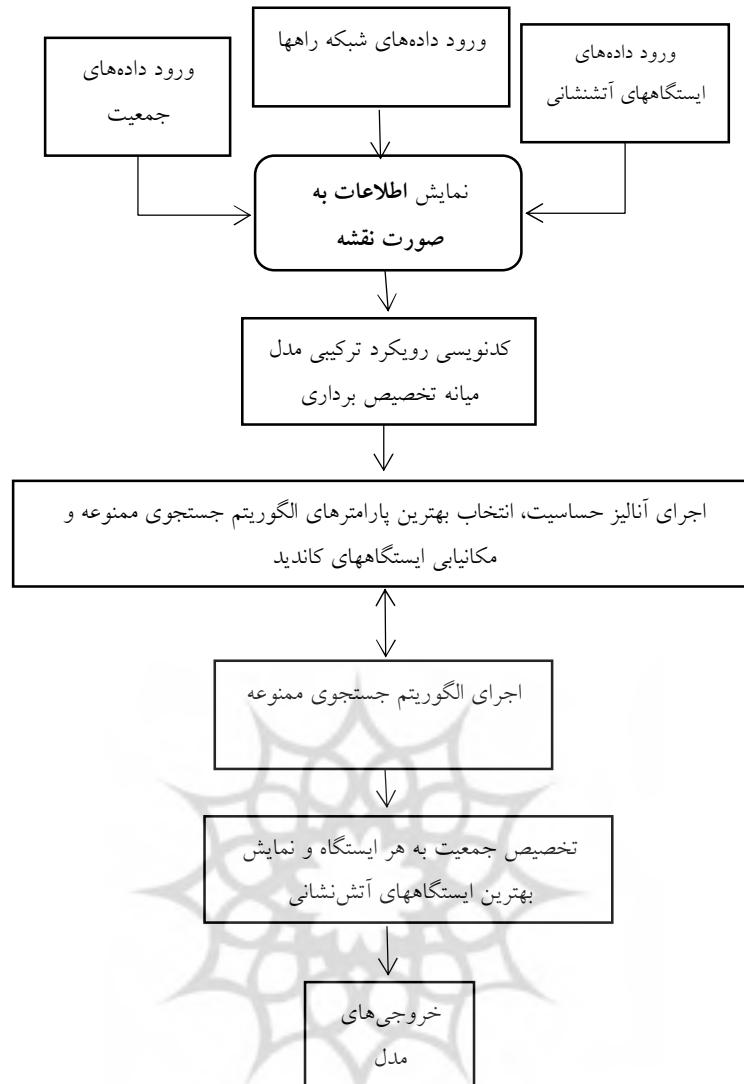 ورود داده‌های
ایستگاههای آتشنشانی
ورود داده‌های شبکه راهها
ورود داده‌های
جمعیت
نمایش اطلاعات به
صورت نقشه
کدنویسی رویکرد ترکیبی مدل
میانه تخصیص برداری
اجرای آنالیز حساسیت، انتخاب بهترین پارامترهای الگوریتم جستجوی ممنوعه و
مکانیابی ایستگاههای کاندید
اجرای الگوریتم جستجوی ممنوعه
تخصیص جمعیت به هر ایستگاه و نمایش
بهترین ایستگاههای آتش‌نشانی
خروجی‌های
مدل